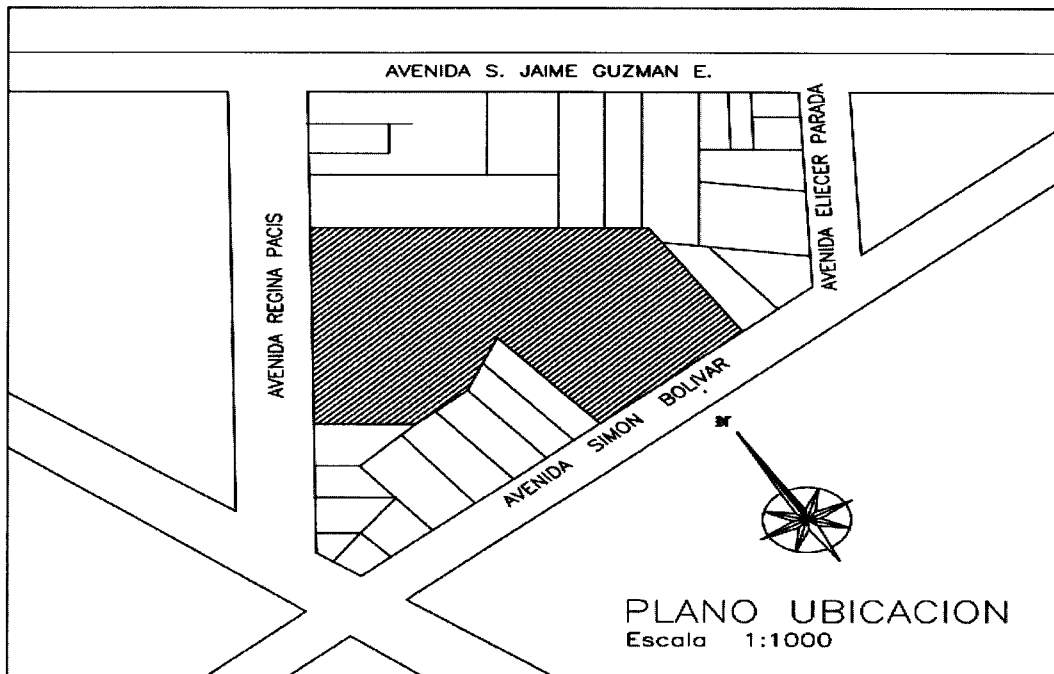 AVENIDA S. JAIME GUZMAN E.
AVENIDA ELIECER PARADA
AVENIDA REGINA PACIS
AVENIDA SIMON BOLIVAR
PLANO UBICACION
Escala 1:1000